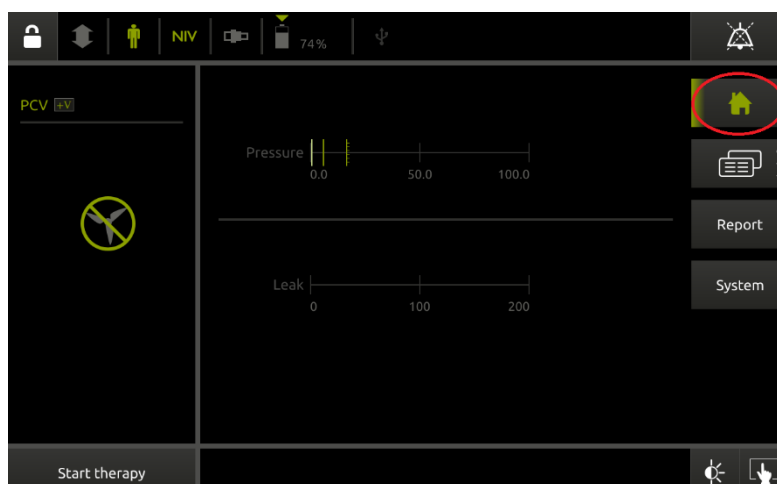 NIV
74%
PCV +V
Pressure
0.0 50.0 100.0
Report
Leak
0 100 200
System
Start therapy